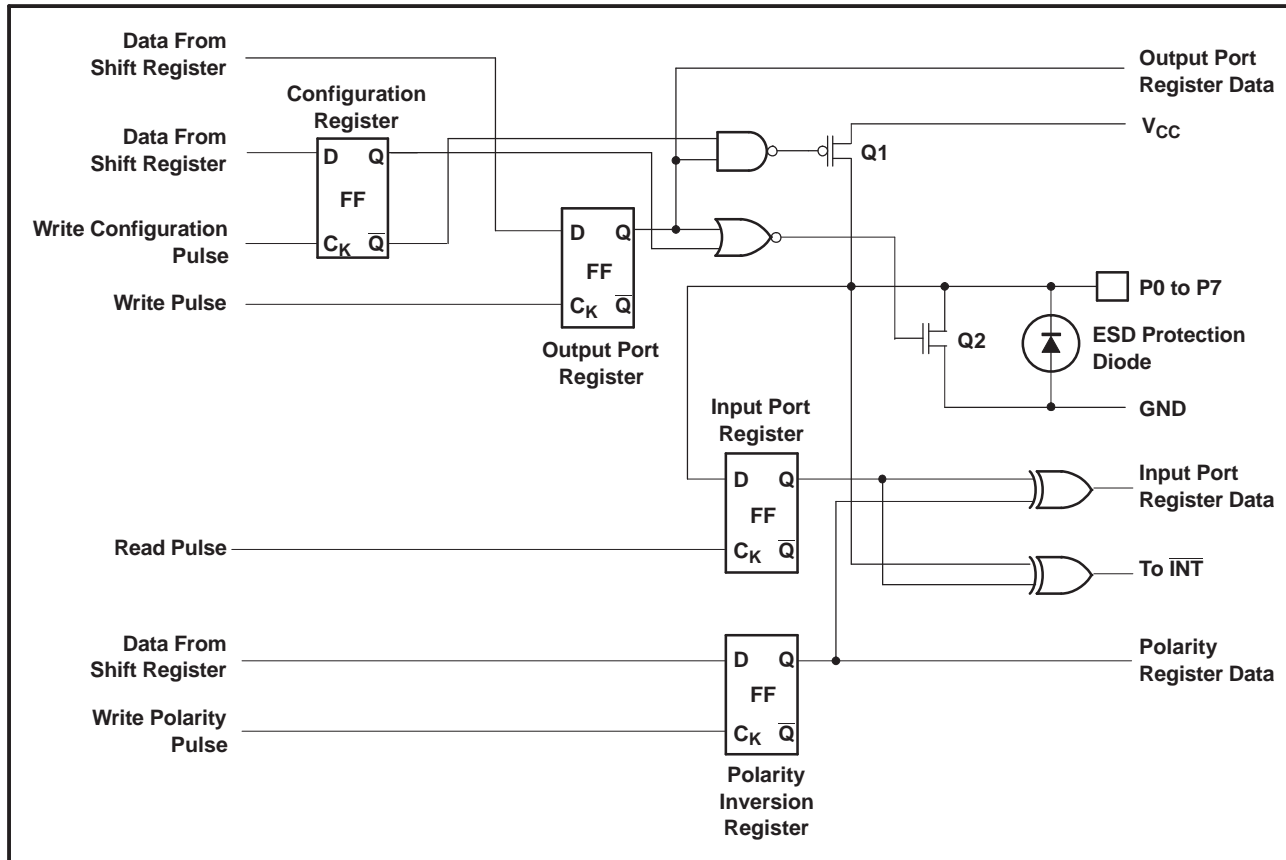 Data From
Shift Register
Output Port
Register Data
Configuration
Register
VCC
Data From
Shift Register
D Q
FF
CK Q̅
Q1
Write Configuration
Pulse
D Q
FF
CK Q̅
Write Pulse
Output Port
Register
P0 to P7
Q2
ESD Protection
Diode
GND
Input Port
Register
D Q
FF
CK Q̅
Input Port
Register Data
Read Pulse
To I̅N̅T̅
Data From
Shift Register
D Q
FF
CK Q̅
Polarity
Register Data
Write Polarity
Pulse
Polarity
Inversion
Register